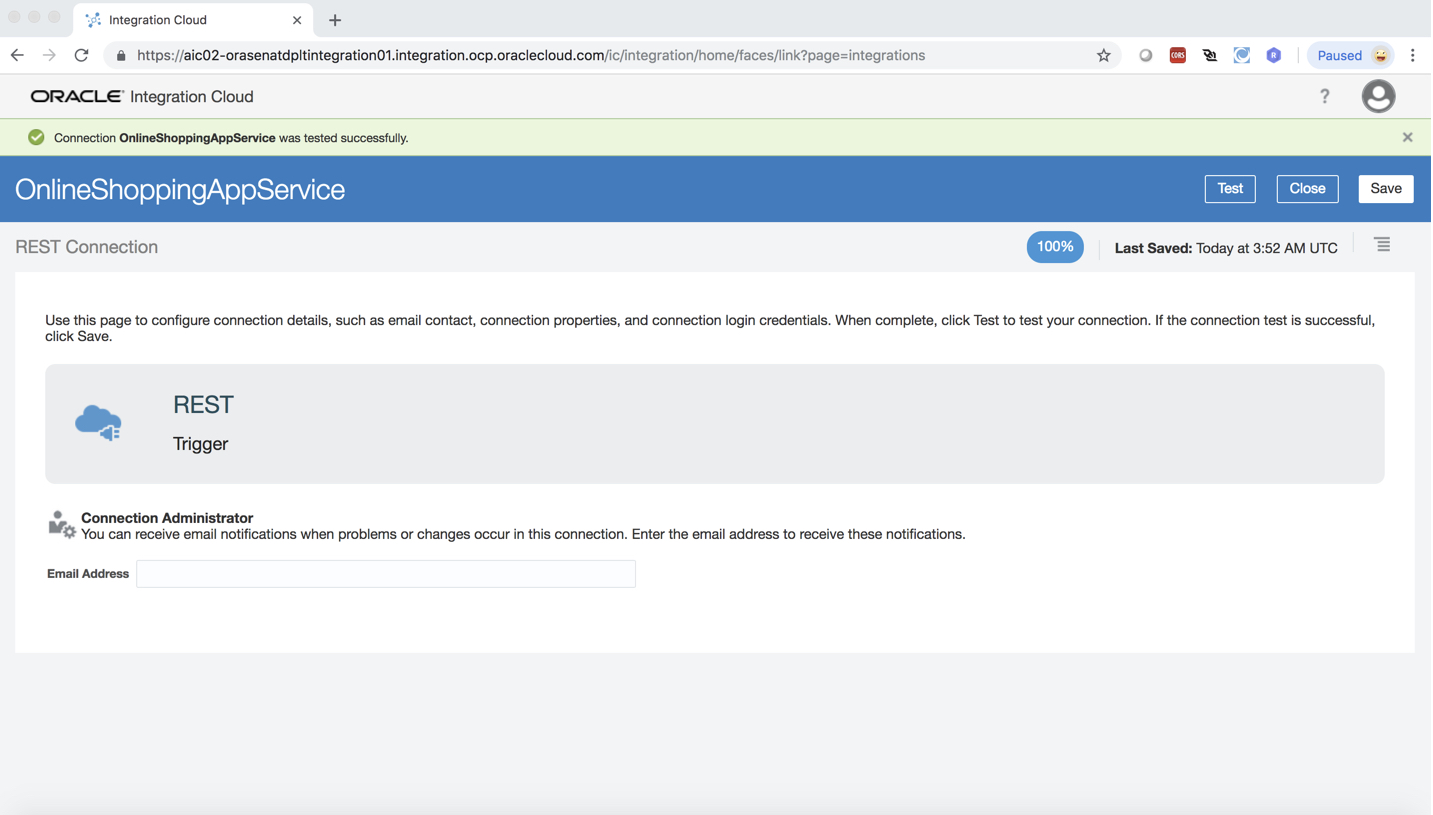 Integration Cloud
https://aic02-orasenatdpltintegration01.integration.ocp.oraclecloud.com/ic/integration/home/faces/link?page=integrations
CORS
R
Paused
ORACLE Integration Cloud
?
Connection OnlineShoppingAppService was tested successfully.
OnlineShoppingAppService
Test
Close
Save
REST Connection
100%
Last Saved: Today at 3:52 AM UTC
Use this page to configure connection details, such as email contact, connection properties, and connection login credentials. When complete, click Test to test your connection. If the connection test is successful,
click Save.
REST
Trigger
Connection Administrator
You can receive email notifications when problems or changes occur in this connection. Enter the email address to receive these notifications.
Email Address